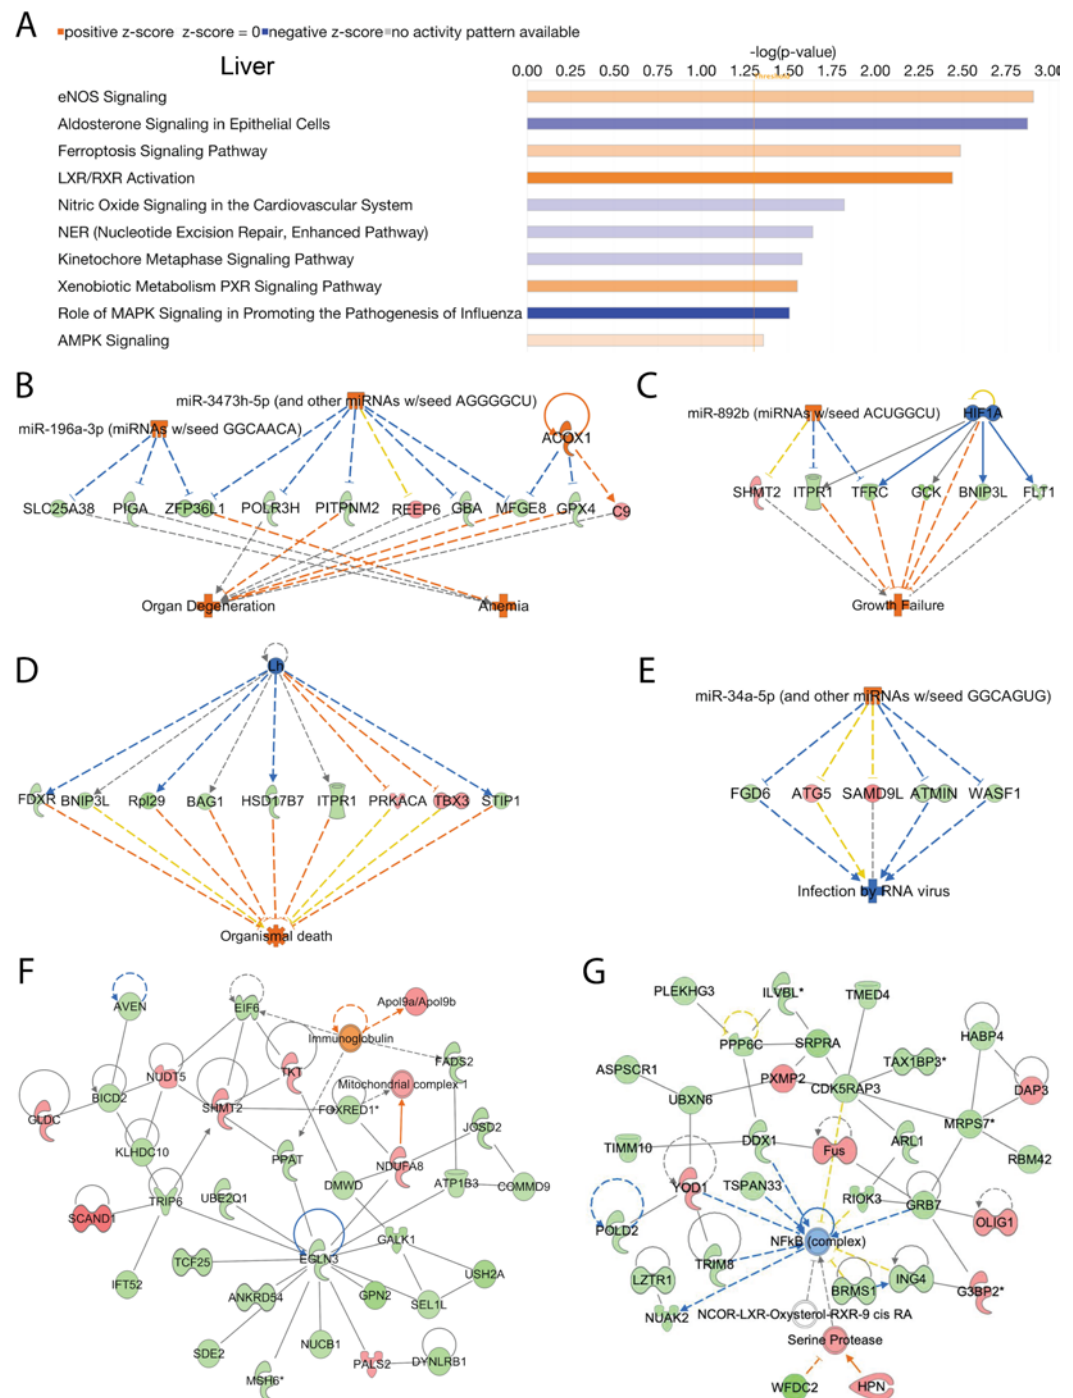 A
positive z-score z-score = 0 negative z-score no activity pattern available
Liver
-log(p-value)
0.00 0.25 0.50 0.75 1.00 1.25 1.50 1.75 2.00 2.25 2.50 2.75 3.00
Threshold
eNOS Signaling
Aldosterone Signaling in Epithelial Cells
Ferroptosis Signaling Pathway
LXR/RXR Activation
Nitric Oxide Signaling in the Cardiovascular System
NER (Nucleotide Excision Repair, Enhanced Pathway)
Kinetochore Metaphase Signaling Pathway
Xenobiotic Metabolism PXR Signaling Pathway
Role of MAPK Signaling in Promoting the Pathogenesis of Influenza
AMPK Signaling
B
miR-3473h-5p (and other miRNAs w/seed AGGGGCU)
miR-196a-3p (miRNAs w/seed GGCAACA)
ACOX1
SLC25A38 PIGA ZFP36L1 POLR3H PITPNM2 REEP6 GBA MFGE8 GPX4 C9
Organ Degeneration Anemia
C
miR-892b (miRNAs w/seed ACUGGCU) HIF1A
SHMT2 ITPR1 TFRC GCK BNIP3L FLT1
Growth Failure
D
Lh
FDXR BNIP3L Rpl29 BAG1 HSD17B7 ITPR1 PRKACA TBX3 STIP1
Organismal death
E
miR-34a-5p (and other miRNAs w/seed GGCAGUG)
FGD6 ATG5 SAMD9L ATMIN WASF1
Infection by RNA virus
F
AVEN EIF6 Apol9a/Apol9b
Immunoglobulin
FADS2
NUDT5 TKT Mitochondrial complex 1
GLDC BICD2 SHMT2 FOXRED1*
JOSD2
KLHDC10 PPAT NDUFA8
UBE2Q1 DMWD ATP1B3 COMMD9
SCAND1 TRIP6
GALK1
TCF25 EGLN3
IFT52 ANKRD54 GPN2 USH2A
SEL1L
SDE2 NUCB1
MSH6* PALS2 DYNLRB1
G
PLEKHG3 ILVBL* TMED4
HABP4
PPP6C SRPRA
TAX1BP3*
ASPSCR1 PXMP2 CDK5RAP3 DAP3
UBXN6
MRPS7*
TIMM10 DDX1 Fus ARL1
RBM42
YOD1 TSPAN33 RIOK3 GRB7
OLIG1
POLD2 NFkB (complex)
TRIM8
LZTR1 BRMS1 ING4 G3BP2*
NUAK2 NCOR-LXR-Oxysterol-RXR-9 cis RA
Serine Protease
WFDC2 HPN